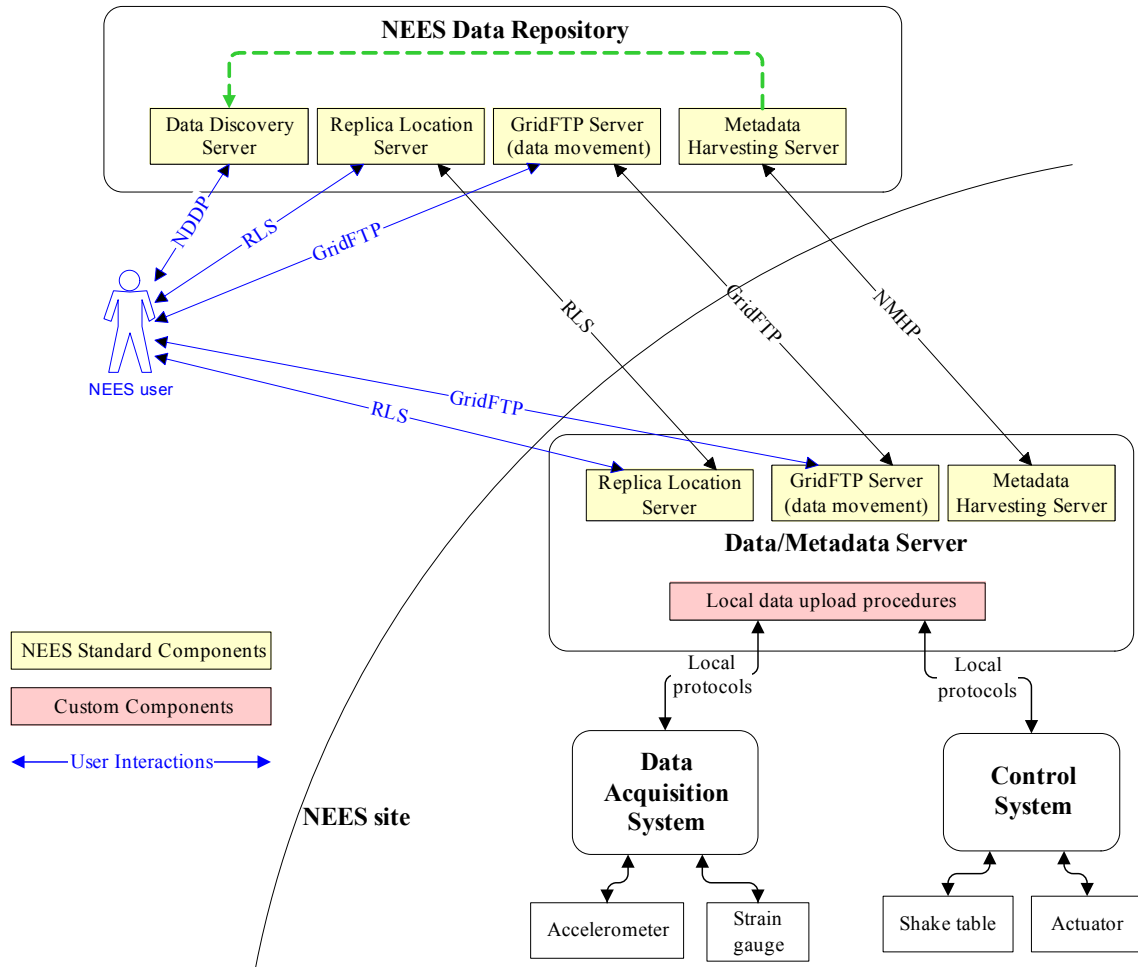 NEES Data Repository
Data Discovery
Server
Replica Location
Server
GridFTP Server
(data movement)
Metadata
Harvesting Server
NDDP
RLS
GridFTP
NEES user
RLS
GridFTP
NMHP
GridFTP
RLS
Replica Location
Server
GridFTP Server
(data movement)
Metadata
Harvesting Server
Data/Metadata Server
Local data upload procedures
NEES Standard Components
Custom Components
User Interactions
Local
protocols
Local
protocols
NEES site
Data
Acquisition
System
Control
System
Accelerometer
Strain
gauge
Shake table
Actuator